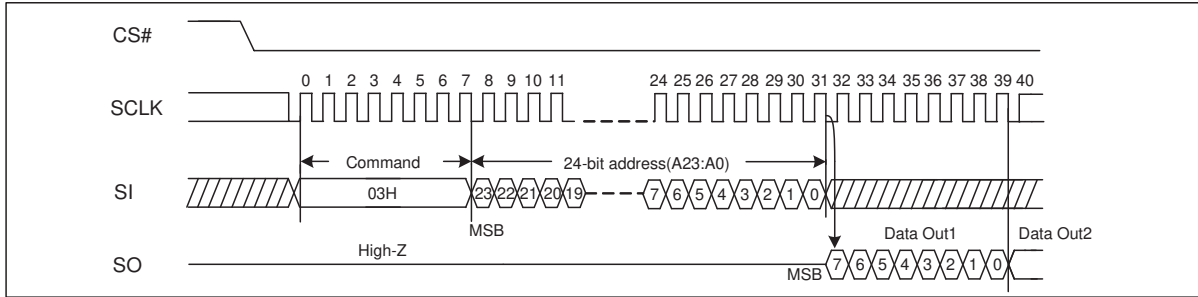 CS#
0 1 2 3 4 5 6 7 8 9 10 11 24 25 26 27 28 29 30 31 32 33 34 35 36 37 38 39 40
SCLK
Command 24-bit address(A23:A0)
SI 03H 23 22 21 20 19 7 6 5 4 3 2 1 0
MSB Data Out1 Data Out2
High-Z
SO MSB 7 6 5 4 3 2 1 0